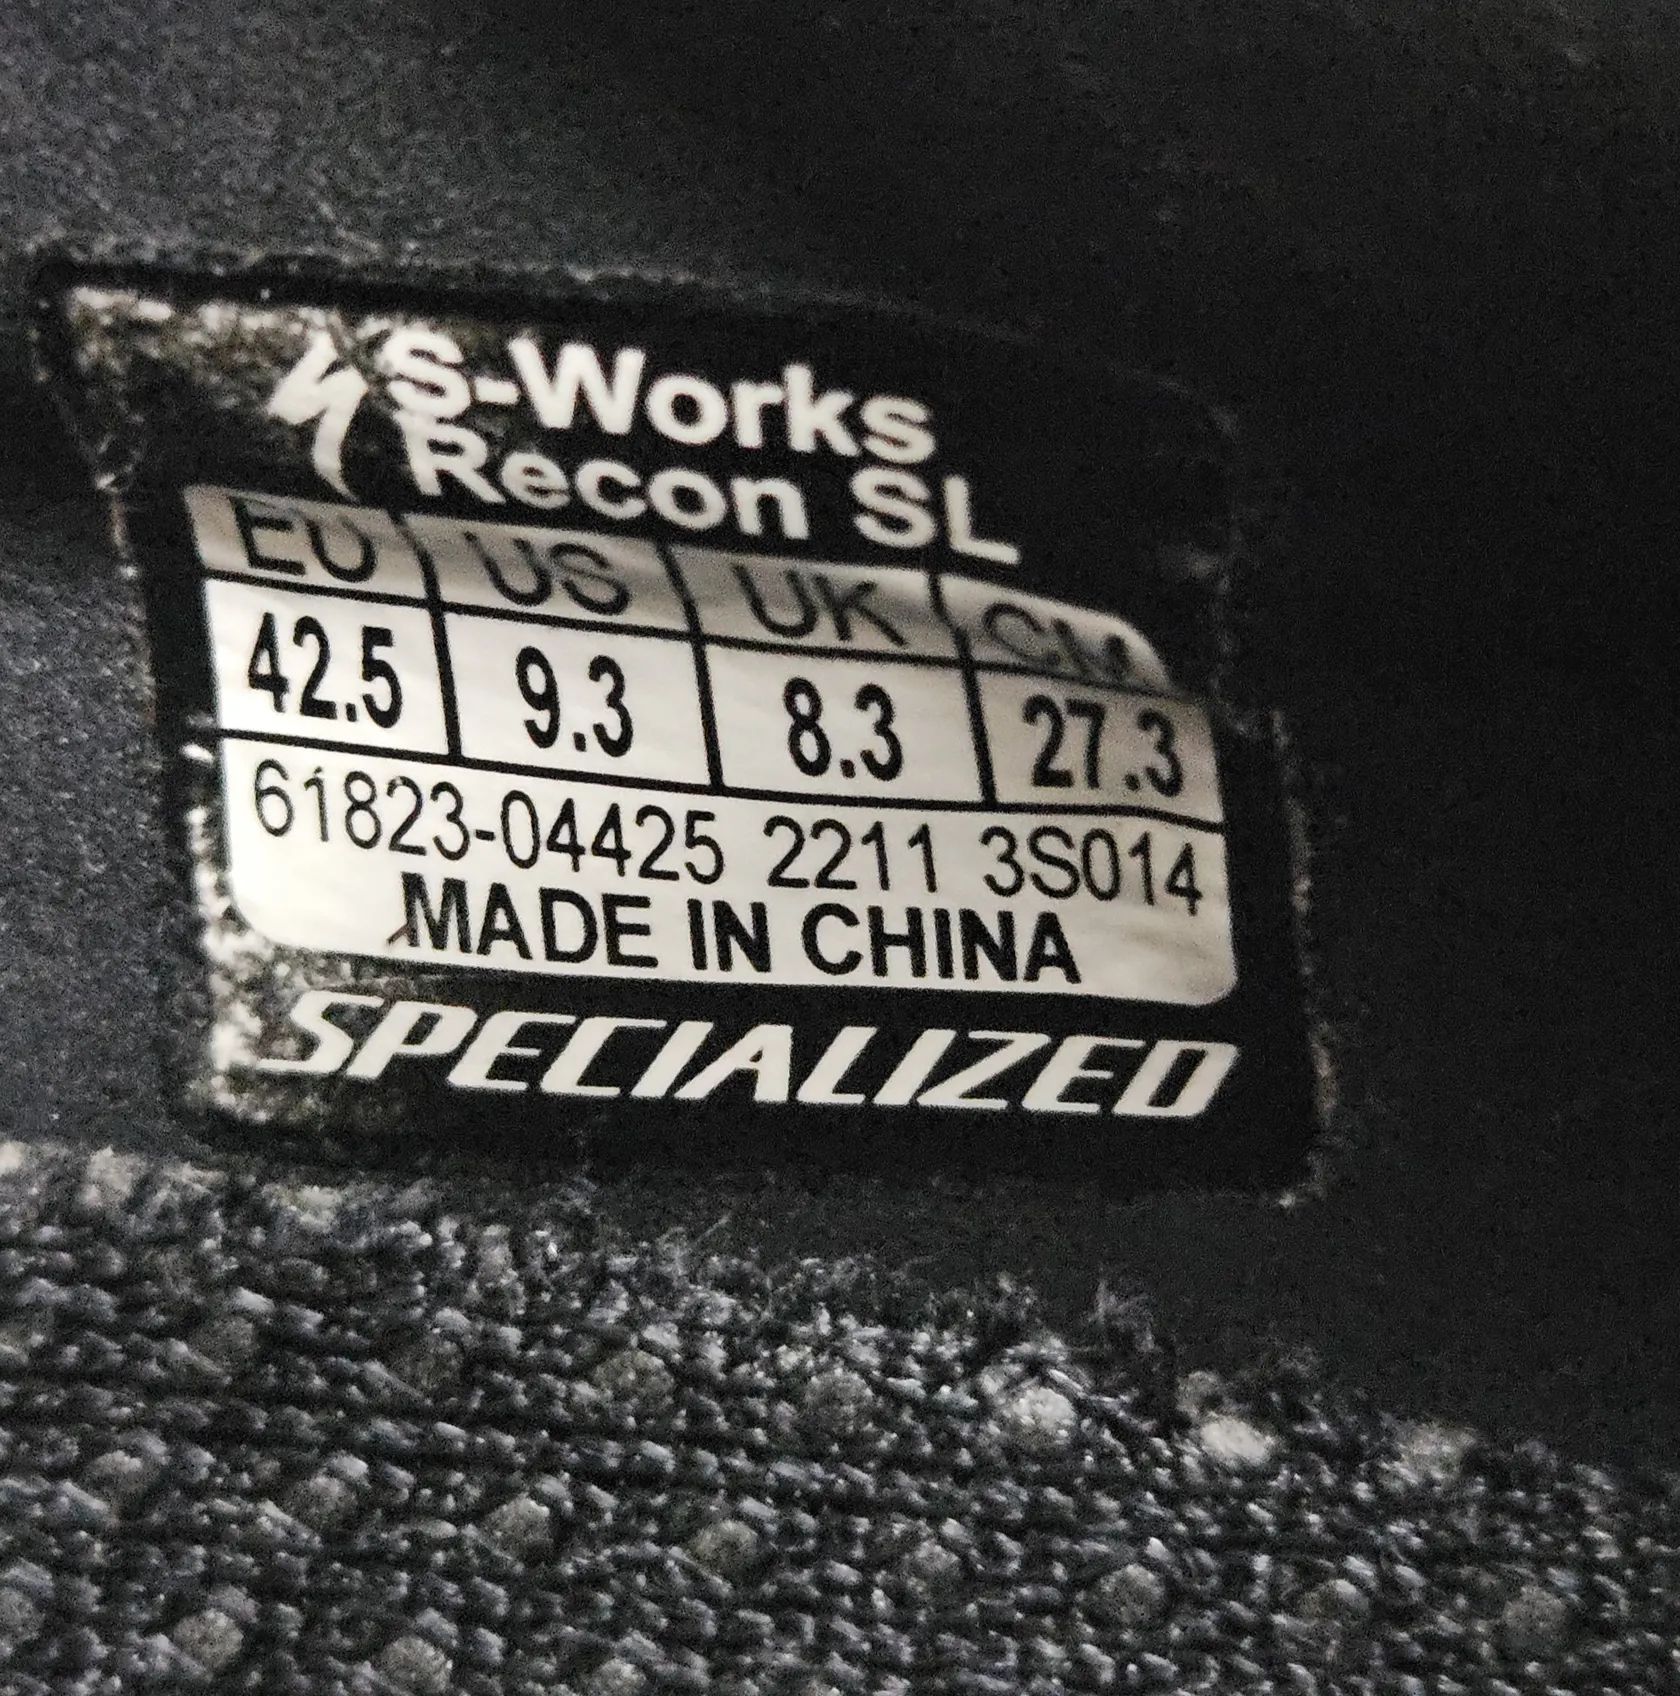 S-Works
Recon SL
EU US UK CM
42.5 9.3 8.3 27.3
61823-04425 2211 3S014
MADE IN CHINA
SPECIALIZED